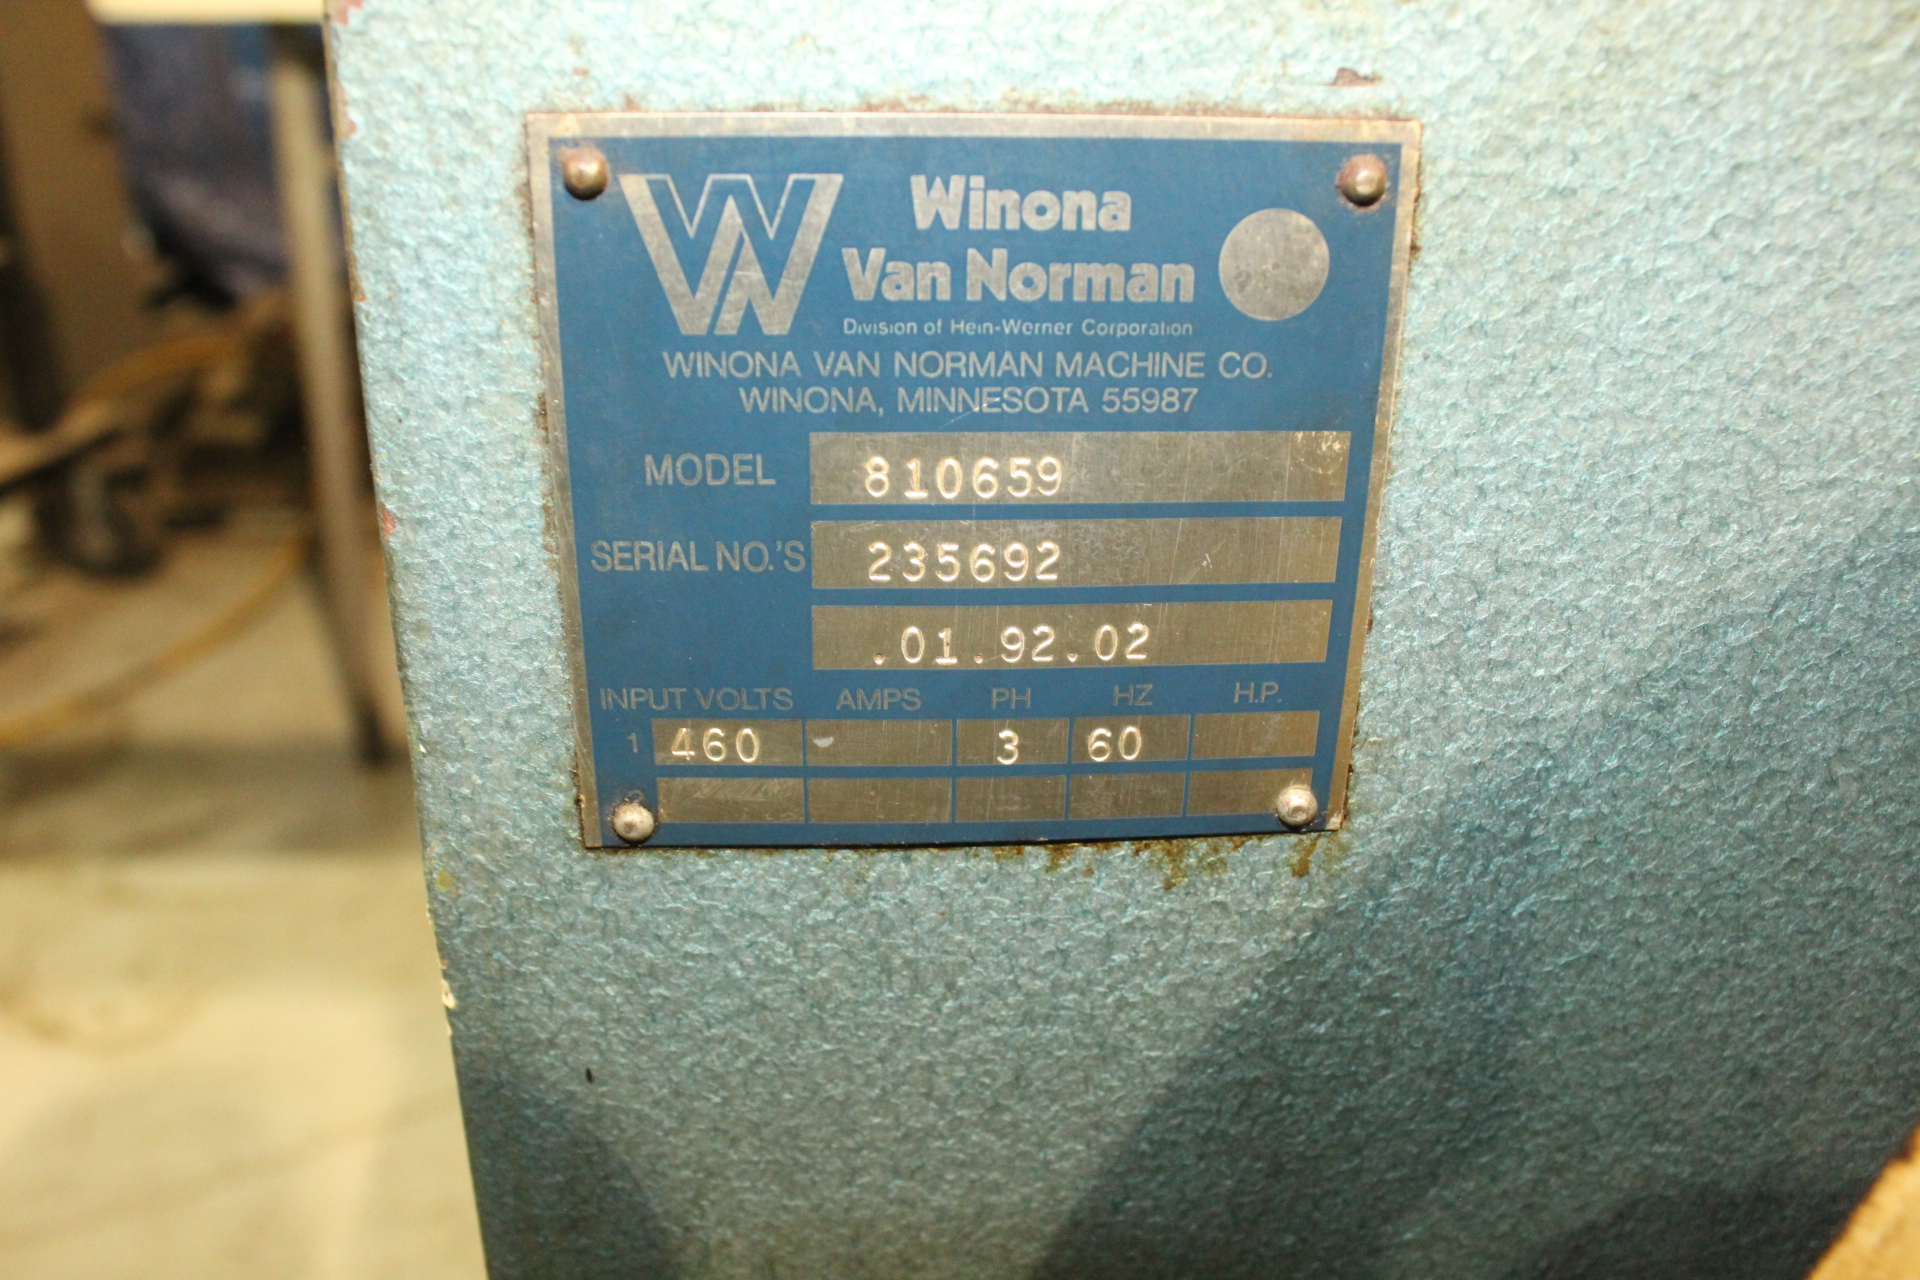 Winona
Van Norman
Division of Hein-Werner Corporation
WINONA VAN NORMAN MACHINE CO.
WINONA, MINNESOTA 55987
MODEL 810659
SERIAL NO.'S 235692
.01.92.02
INPUT VOLTS AMPS PH HZ H.P.
1 460 3 60